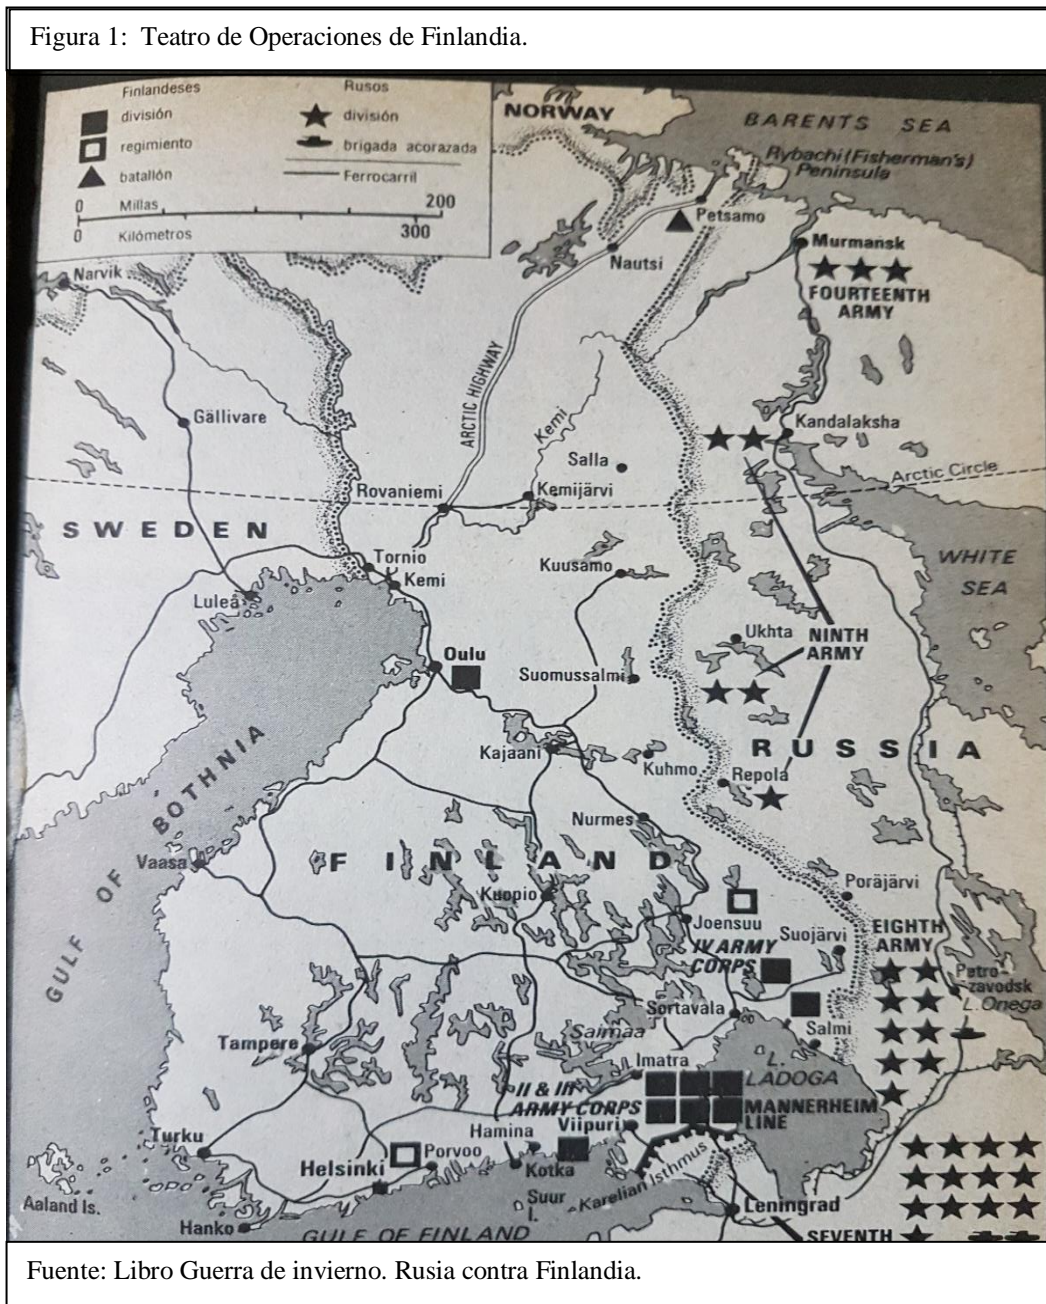 Figura 1: Teatro de Operaciones de Finlandia.
Finlandeses
división
regimiento
batallón
Rusos
división
brigada acorazada
Ferrocarril
0 Millas 200
0 Kilómetros 300
NORWAY
BARENTS SEA
Rybachi (Fisherman's)
Peninsula
Petsamo
Murmansk
Nautsi
Narvik
FOURTEENTH
ARMY
ARCTIC HIGHWAY
Gällivare
Kemi
Kandalaksha
Salla
Arctic Circle
Rovaniemi
Kemijärvi
SWEDEN
WHITE
SEA
Tornio
Kemi
Kuusamo
Luleå
Ukhta
NINTH
ARMY
Oulu
Suomussalmi
RUSSIA
GULF OF BOTHNIA
Kajaani
Kuhmo
Repola
Nurmes
Vaasa
FINLAND
Kuopio
Poräjärvi
Joensuu
IV ARMY
CORPS
Suojärvi
EIGHTH
ARMY
Petro-
zavodsk
L. Onega
Sortavala
Salmi
Saimaa
Tampere
Imatra
L.
LADOGA
II & III
ARMY CORPS
MANNERHEIM
LINE
Viipuri
Hamina
Turku
Porvoo
Helsinki
Kotka
Karelian Isthmus
Suur
I.
Aaland Is.
Leningrad
Hanko
GULF OF FINLAND
SEVENTH
Fuente: Libro Guerra de invierno. Rusia contra Finlandia.